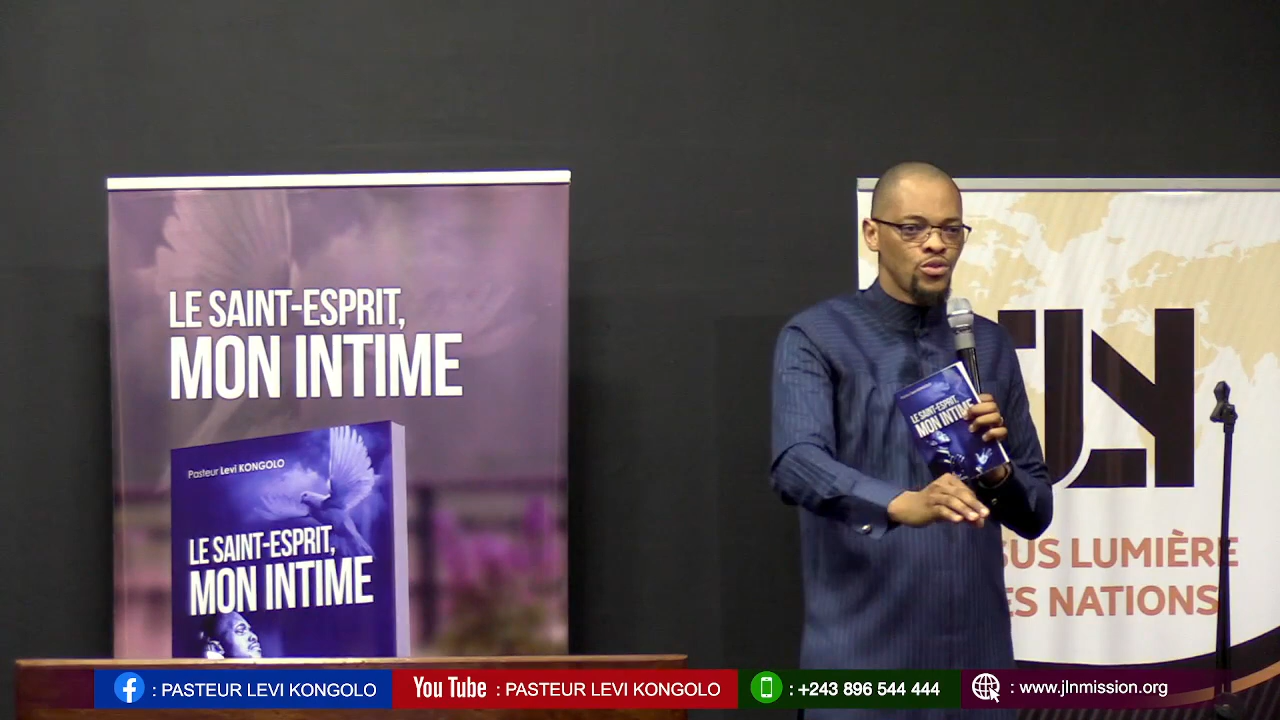 LE SAINT-ESPRIT,
MON INTIME
Pasteur Levi KONGOLO
LE SAINT-ESPRIT,
MON INTIME
LE SAINT-ESPRIT,
MON INTIME
JLN
SUS LUMIÈRE
ES NATIONS
: PASTEUR LEVI KONGOLO
You Tube : PASTEUR LEVI KONGOLO
: +243 896 544 444
: www.jlnmission.org